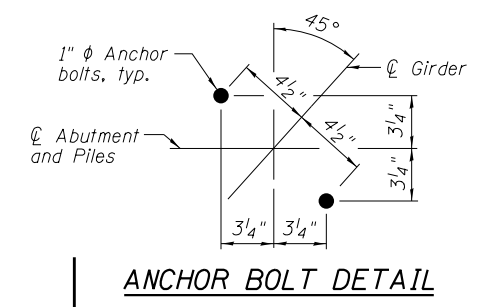 45°
1" φ Anchor
bolts, typ.
℄ Girder
4½"
4½"
3¼"
3¼"
℄ Abutment
and Piles
3¼"
3¼"
ANCHOR BOLT DETAIL